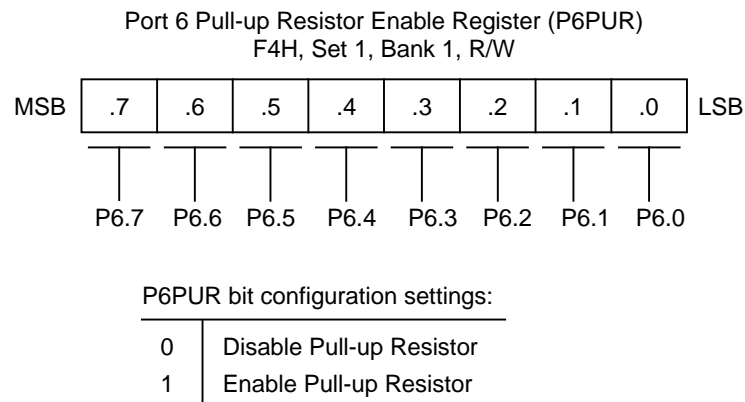 Port 6 Pull-up Resistor Enable Register (P6PUR)
F4H, Set 1, Bank 1, R/W
MSB .7 .6 .5 .4 .3 .2 .1 .0 LSB
P6.7 P6.6 P6.5 P6.4 P6.3 P6.2 P6.1 P6.0
P6PUR bit configuration settings:
0 Disable Pull-up Resistor
1 Enable Pull-up Resistor